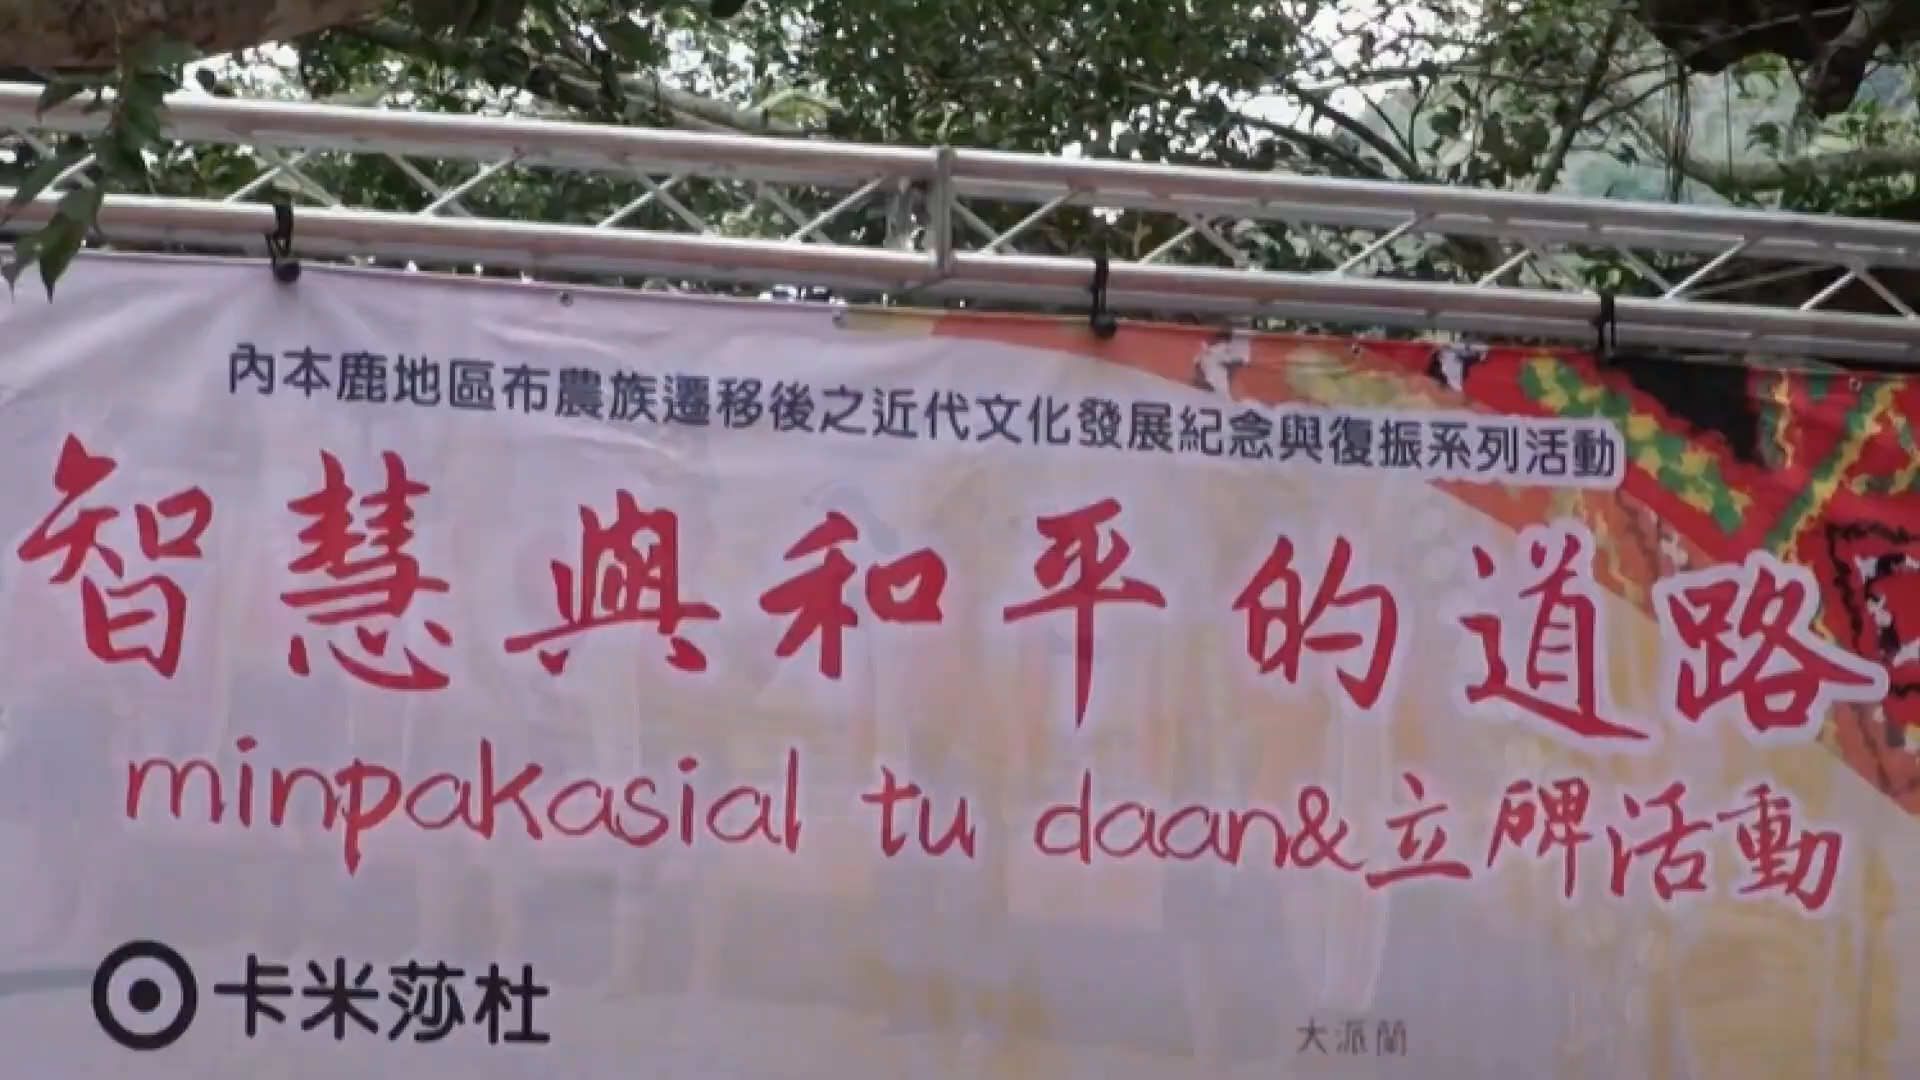 內本鹿地區布農族遷移後之近代文化發展紀念與復振系列活動
智慧與和平的道路
minpakasial tu daan&立碑活動
卡米莎杜
大派蘭